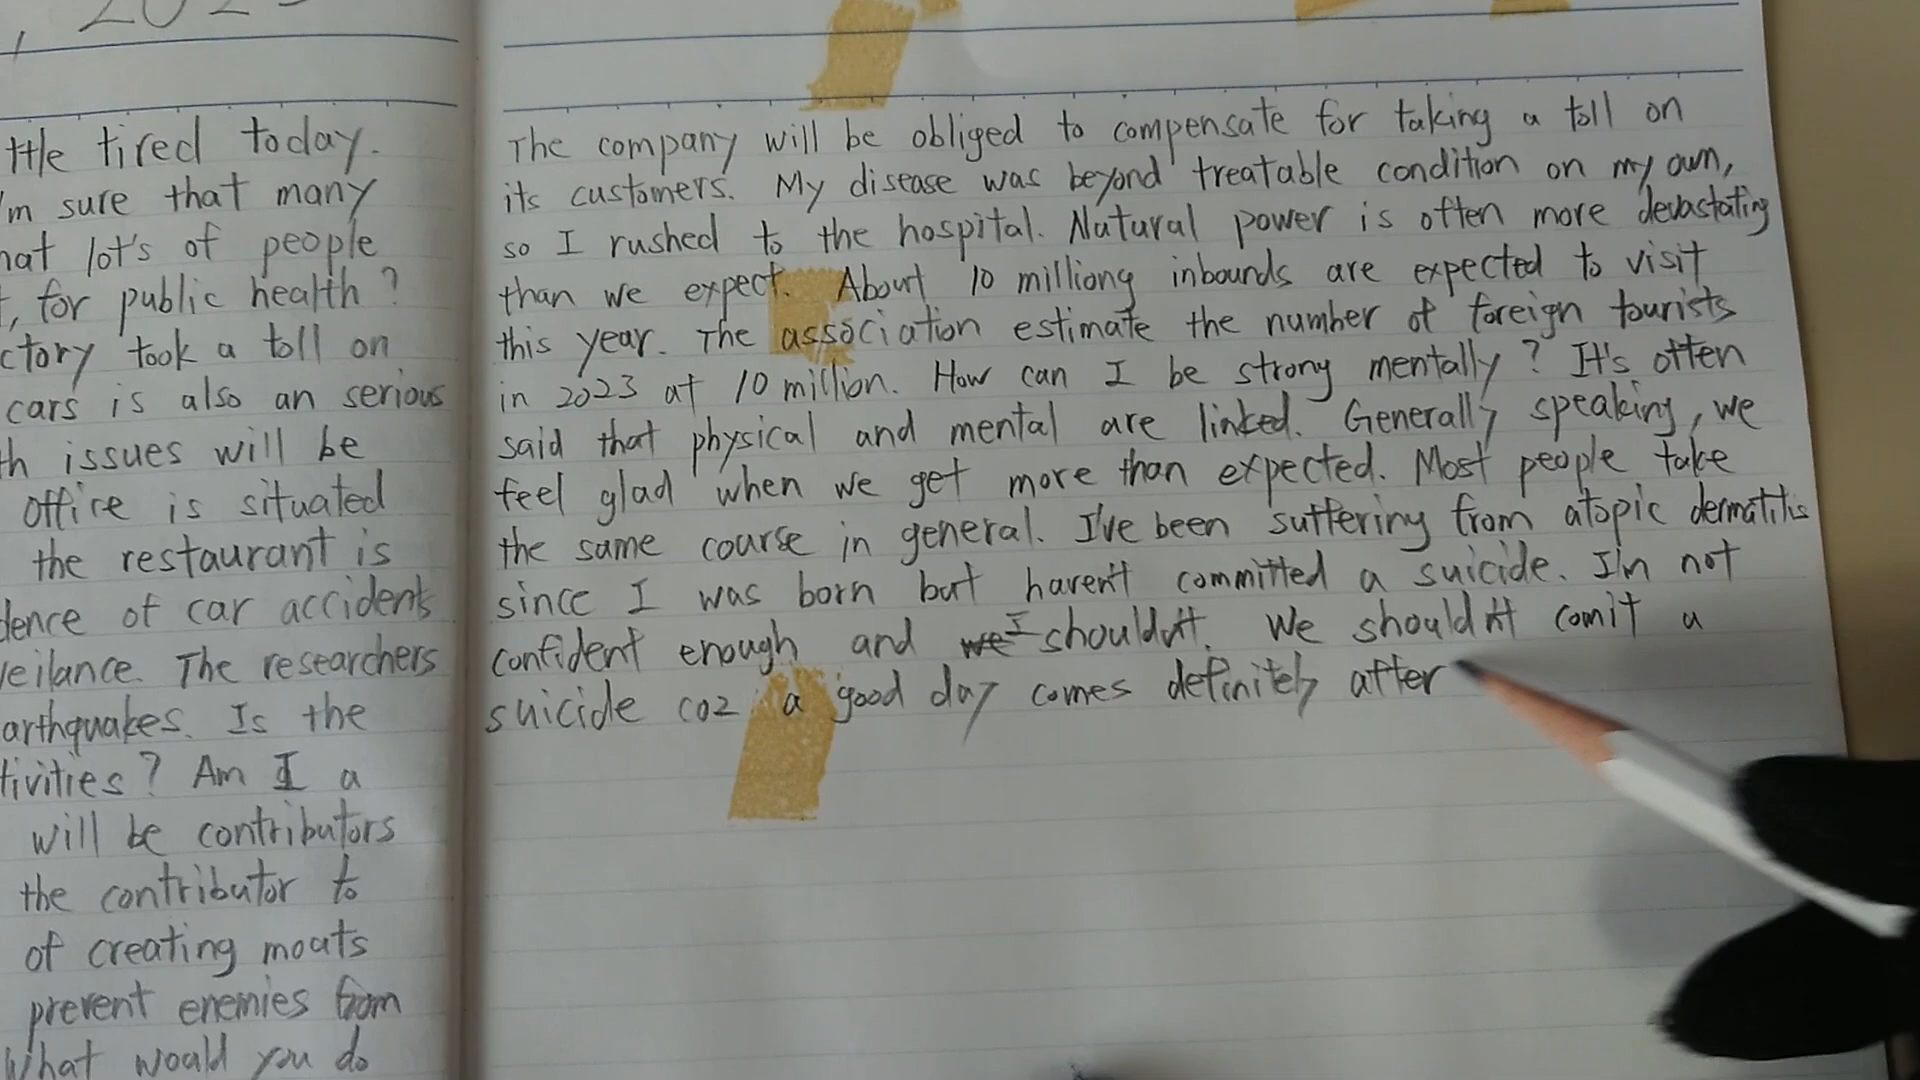 2023
ttle tired today.
I'm sure that many
hat lot's of people
, for public health?
ctory took a toll on
cars is also an serious
th issues will be
office is situated
the restaurant is
dence of car accidents
veilance. The researchers
arthquakes. Is the
tivities? Am I a
will be contributors
the contributor to
of creating moats
prevent enemies from
What would you do
The company will be obliged to compensate for taking a toll on
its customers. My disease was beyond treatable condition on my own,
so I rushed to the hospital. Natural power is often more devastating
than we expect. About 10 milliong inbounds are expected to visit
this year. The association estimate the number of foreign tourists
in 2023 at 10 million. How can I be strong mentally? It's often
said that physical and mental are linked. Generally speaking, we
feel glad when we get more than expected. Most people take
the same course in general. I've been suffering from atopic dermatitis
since I was born but haven't committed a suicide. I'm not
confident enough and we I shouldn't. We shouldn't comit a
suicide coz a good day comes definitely after